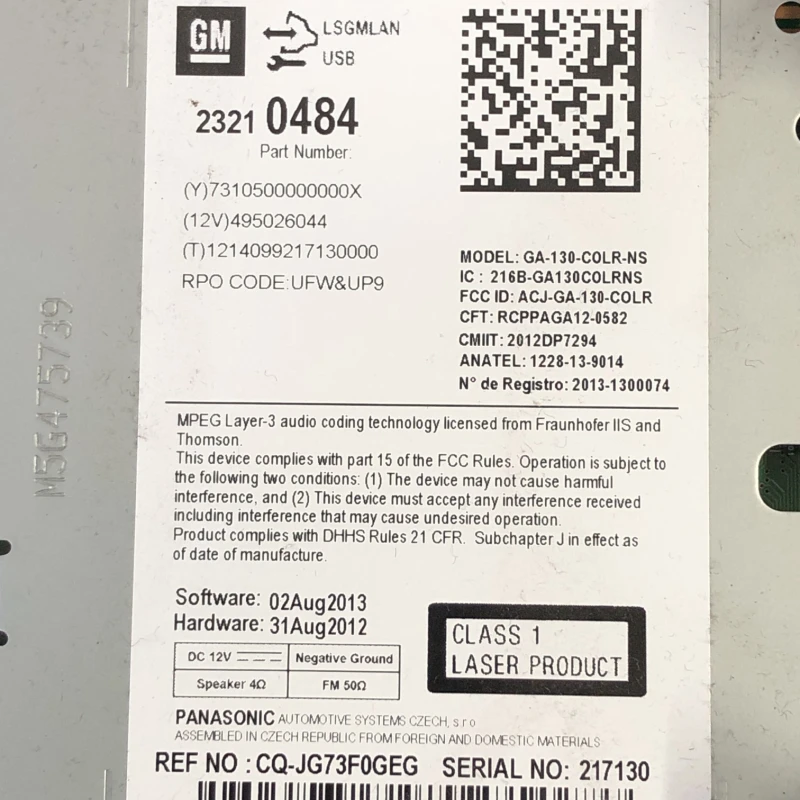 GM
LSGMLAN
USB
2321 0484
Part Number:
(Y)7310500000000X
(12V)495026044
(T)1214099217130000
RPO CODE:UFW&UP9
MODEL: GA-130-COLR-NS
IC : 216B-GA130COLRNS
FCC ID: ACJ-GA-130-COLR
CFT: RCPPAGA12-0582
CMIIT: 2012DP7294
ANATEL: 1228-13-9014
N° de Registro: 2013-1300074
M5G475739
MPEG Layer-3 audio coding technology licensed from Fraunhofer IIS and
Thomson.
This device complies with part 15 of the FCC Rules. Operation is subject to
the following two conditions: (1) The device may not cause harmful
interference, and (2) This device must accept any interference received
including interference that may cause undesired operation.
Product complies with DHHS Rules 21 CFR. Subchapter J in effect as
of date of manufacture.
Software: 02Aug2013
Hardware: 31Aug2012
DC 12V
Negative Ground
Speaker 4Ω
FM 50Ω
CLASS 1
LASER PRODUCT
PANASONIC AUTOMOTIVE SYSTEMS CZECH, s.r.o
ASSEMBLED IN CZECH REPUBLIC FROM FOREIGN AND DOMESTIC MATERIALS
REF NO : CQ-JG73F0GEG SERIAL NO: 217130